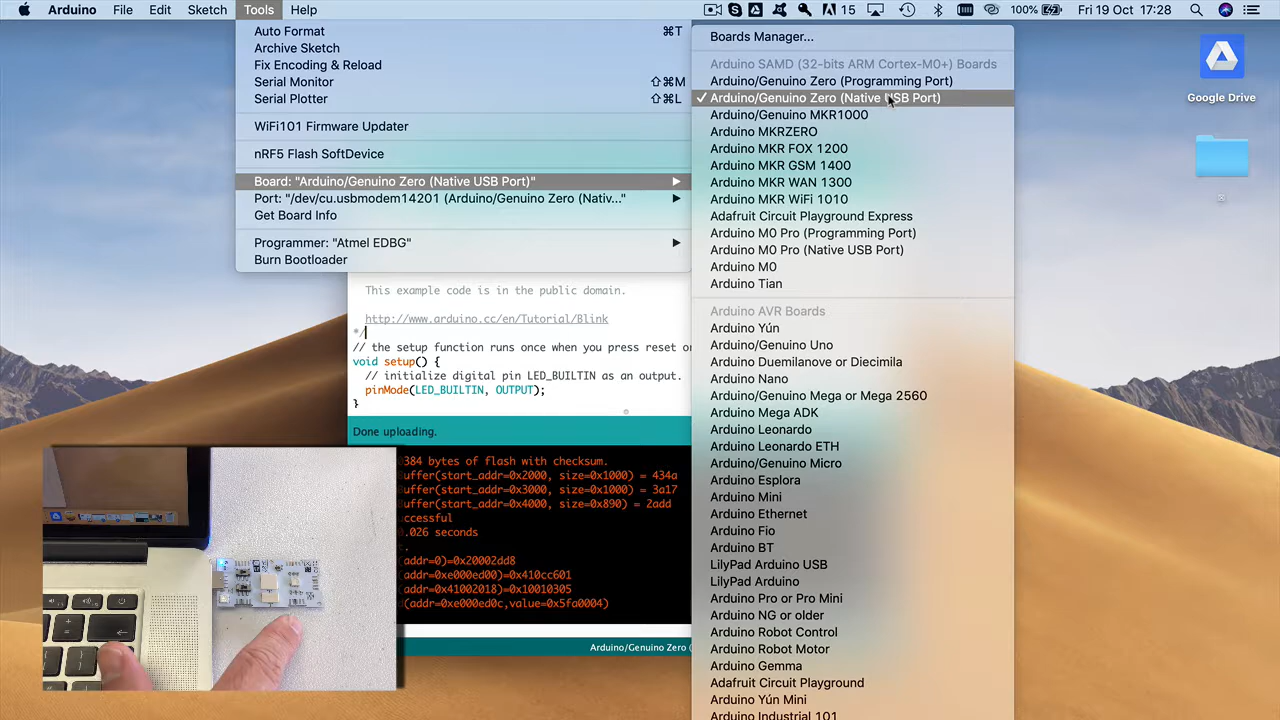 Arduino File Edit Sketch Tools Help 15 100% Fri 19 Oct 17:28
Auto Format ⌘T
Archive Sketch
Fix Encoding & Reload
Serial Monitor ⇧⌘M
Serial Plotter ⇧⌘L
WiFi101 Firmware Updater
nRF5 Flash SoftDevice
Board: "Arduino/Genuino Zero (Native USB Port)"
Port: "/dev/cu.usbmodem14201 (Arduino/Genuino Zero (Nativ..."
Get Board Info
Programmer: "Atmel EDBG"
Burn Bootloader
Boards Manager...
Arduino SAMD (32-bits ARM Cortex-M0+) Boards
Arduino/Genuino Zero (Programming Port)
✓ Arduino/Genuino Zero (Native USB Port)
Arduino/Genuino MKR1000
Arduino MKRZERO
Arduino MKR FOX 1200
Arduino MKR GSM 1400
Arduino MKR WAN 1300
Arduino MKR WiFi 1010
Adafruit Circuit Playground Express
Arduino M0 Pro (Programming Port)
Arduino M0 Pro (Native USB Port)
Arduino M0
Arduino Tian
Arduino AVR Boards
Arduino Yún
Arduino/Genuino Uno
Arduino Duemilanove or Diecimila
Arduino Nano
Arduino/Genuino Mega or Mega 2560
Arduino Mega ADK
Arduino Leonardo
Arduino Leonardo ETH
Arduino/Genuino Micro
Arduino Esplora
Arduino Mini
Arduino Ethernet
Arduino Fio
Arduino BT
LilyPad Arduino USB
LilyPad Arduino
Arduino Pro or Pro Mini
Arduino NG or older
Arduino Robot Control
Arduino Robot Motor
Arduino Gemma
Adafruit Circuit Playground
Arduino Yún Mini
Arduino Industrial 101
Google Drive
This example code is in the public domain.
http://www.arduino.cc/en/Tutorial/Blink
*/
// the setup function runs once when you press reset or
void setup() {
// initialize digital pin LED_BUILTIN as an output.
pinMode(LED_BUILTIN, OUTPUT);
}
Done uploading.
384 bytes of flash with checksum.
uffer(start_addr=0x2000, size=0x1000) = 434a
uffer(start_addr=0x3000, size=0x1000) = 3a17
uffer(start_addr=0x4000, size=0x890) = 2add
ccessful
0.026 seconds
.
(addr=0)=0x20002dd8
(addr=0xe000ed00)=0x410cc601
(addr=0x41002018)=0x10010305
(addr=0xe000ed0c,value=0x5fa0004)
Arduino/Genuino Zero (